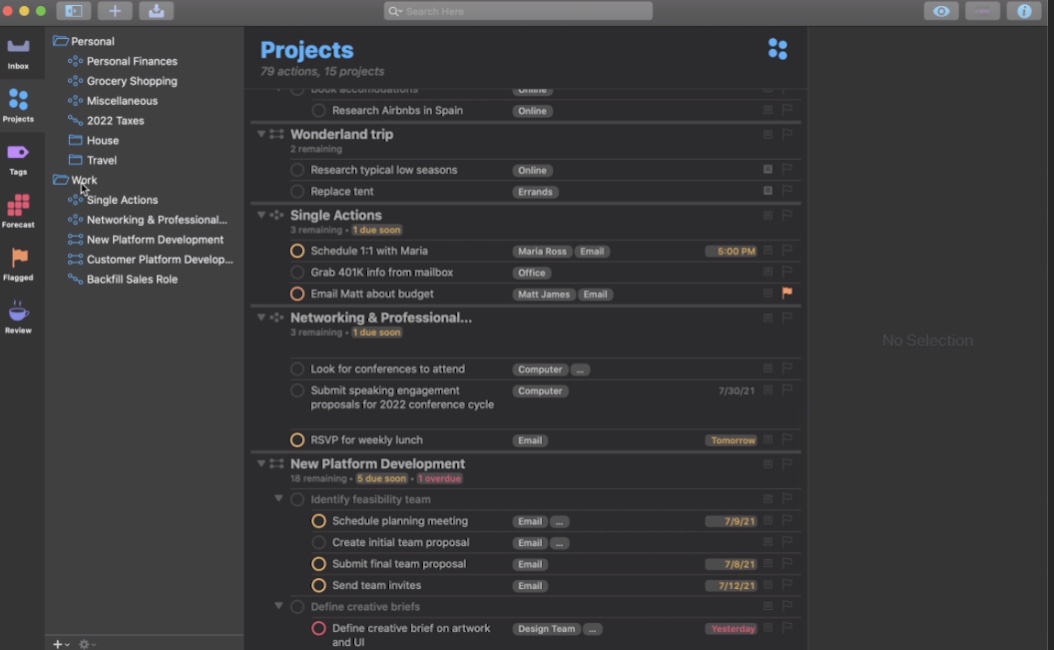 Search Here
Inbox
Projects
Tags
Forecast
Flagged
Review
Personal
Personal Finances
Grocery Shopping
Miscellaneous
2022 Taxes
House
Travel
Work
Single Actions
Networking & Professional...
New Platform Development
Customer Platform Develop...
Backfill Sales Role
Projects
79 actions, 15 projects
Book accomodations Online
Research Airbnbs in Spain Online
Wonderland trip
2 remaining
Research typical low seasons Online
Replace tent Errands
Single Actions
3 remaining • 1 due soon
Schedule 1:1 with Maria Maria Ross Email 5:00 PM
Grab 401K info from mailbox Office
Email Matt about budget Matt James Email
Networking & Professional...
3 remaining • 1 due soon
Look for conferences to attend Computer ...
Submit speaking engagement Computer 7/30/21
proposals for 2022 conference cycle
RSVP for weekly lunch Email Tomorrow
New Platform Development
18 remaining • 5 due soon • 1 overdue
Identify feasibility team
Schedule planning meeting Email ... 7/9/21
Create initial team proposal Email ...
Submit final team proposal Email 7/8/21
Send team invites Email 7/12/21
Define creative briefs
Define creative brief on artwork Design Team ... Yesterday
and UI
No Selection